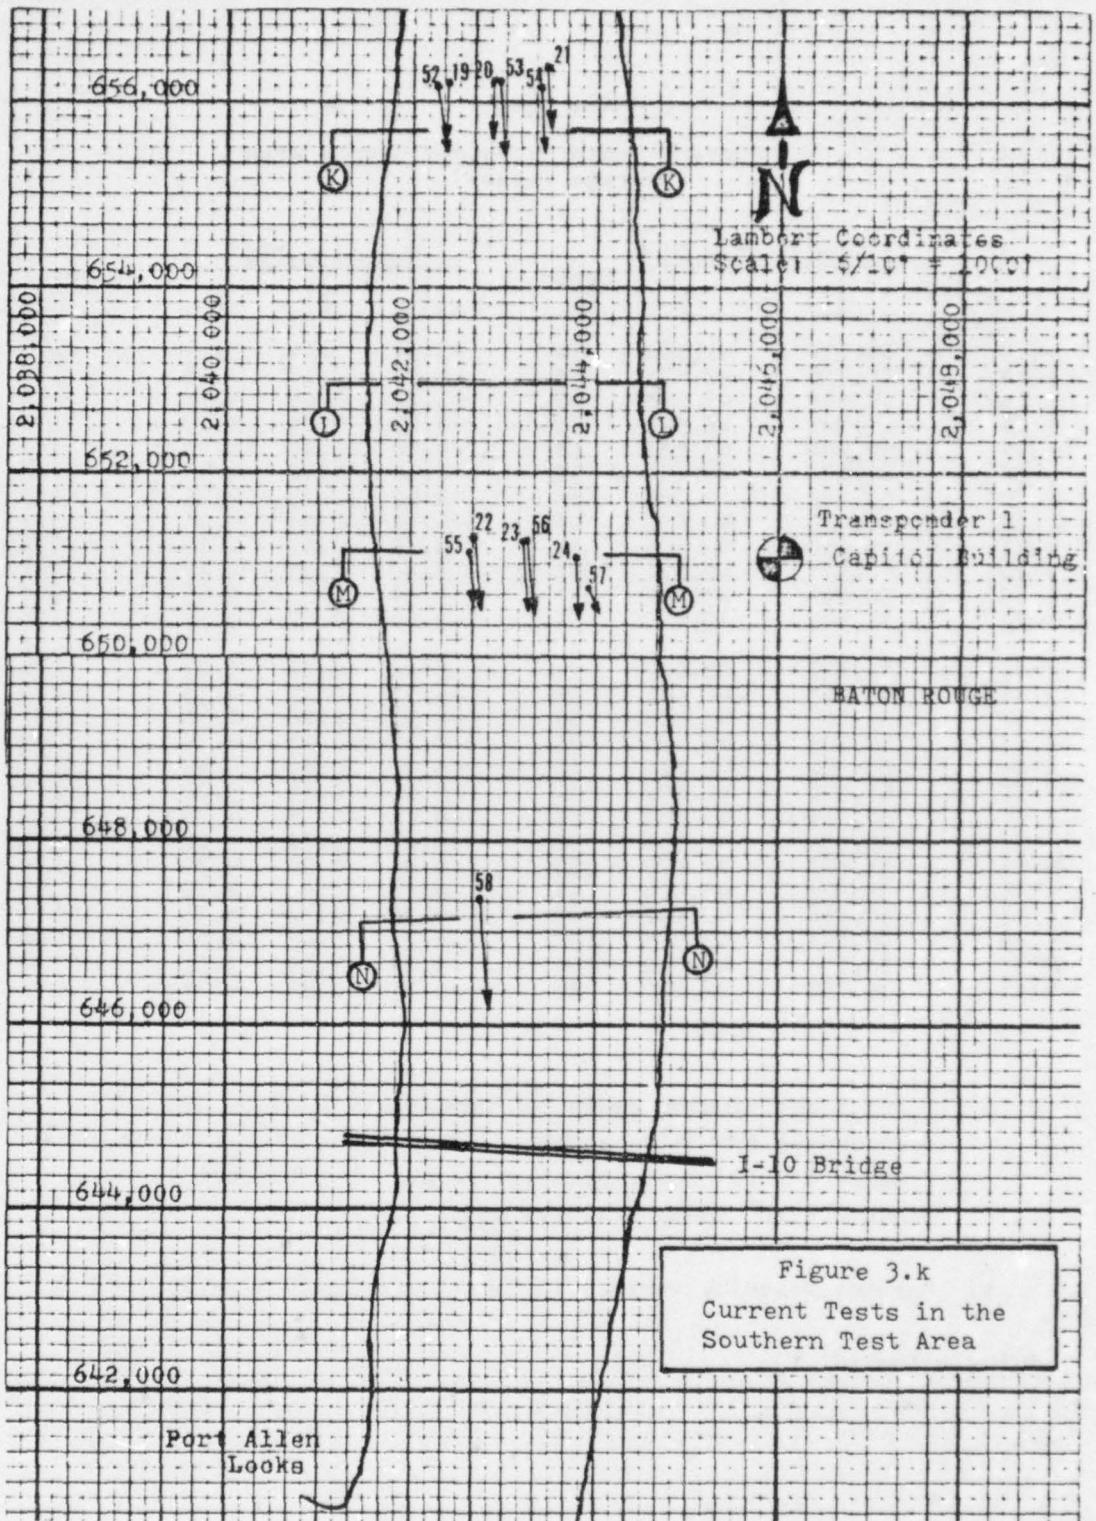 21
52 19 20 53 54
656,000
K K
N
Lambert Coordinates
Scale: 5/10" = 1000'
654,000
2,038,000
2,040,000
2,042,000
2,044,000
2,046,000
2,048,000
L L
652,000
Transponder 1
Capitol Building
22 23 56
55 24
57
M M
650,000
BATON ROUGE
648,000
58
N N
646,000
I-10 Bridge
644,000
Figure 3.k
Current Tests in the
Southern Test Area
642,000
Port Allen
Locks